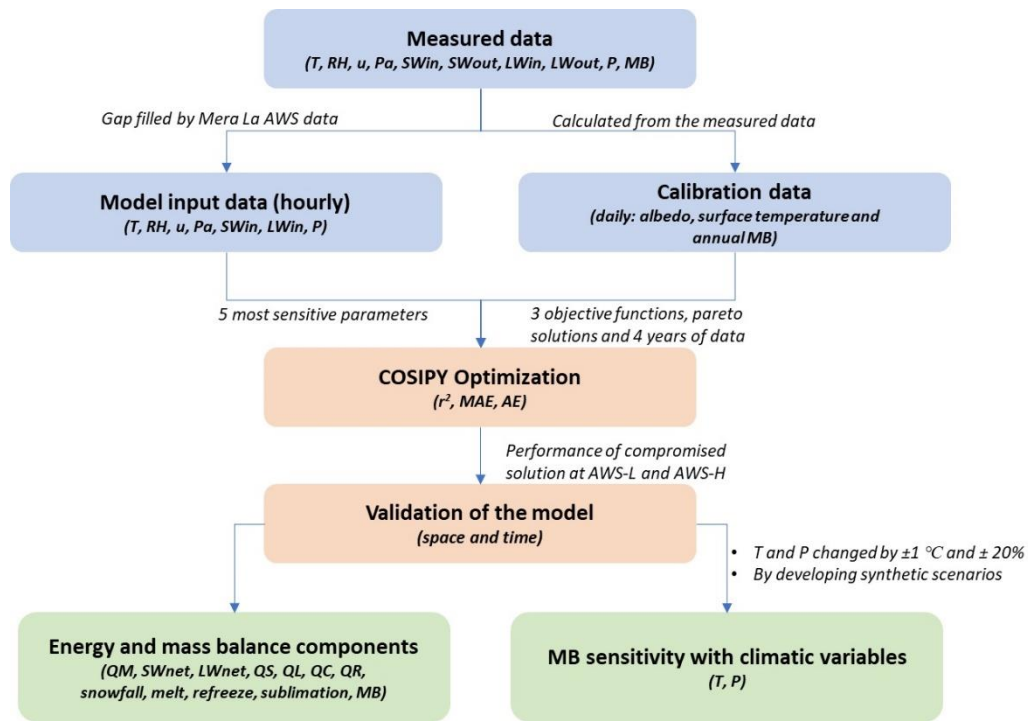 Measured data
(T, RH, u, Pa, SWin, SWout, LWin, LWout, P, MB)
Gap filled by Mera La AWS data
Calculated from the measured data
Model input data (hourly)
(T, RH, u, Pa, SWin, LWin, P)
Calibration data
(daily: albedo, surface temperature and
annual MB)
5 most sensitive parameters
3 objective functions, pareto
solutions and 4 years of data
COSIPY Optimization
(r², MAE, AE)
Performance of compromised
solution at AWS-L and AWS-H
Validation of the model
(space and time)
• T and P changed by ±1 °C and ± 20%
• By developing synthetic scenarios
Energy and mass balance components
(QM, SWnet, LWnet, QS, QL, QC, QR,
snowfall, melt, refreeze, sublimation, MB)
MB sensitivity with climatic variables
(T, P)